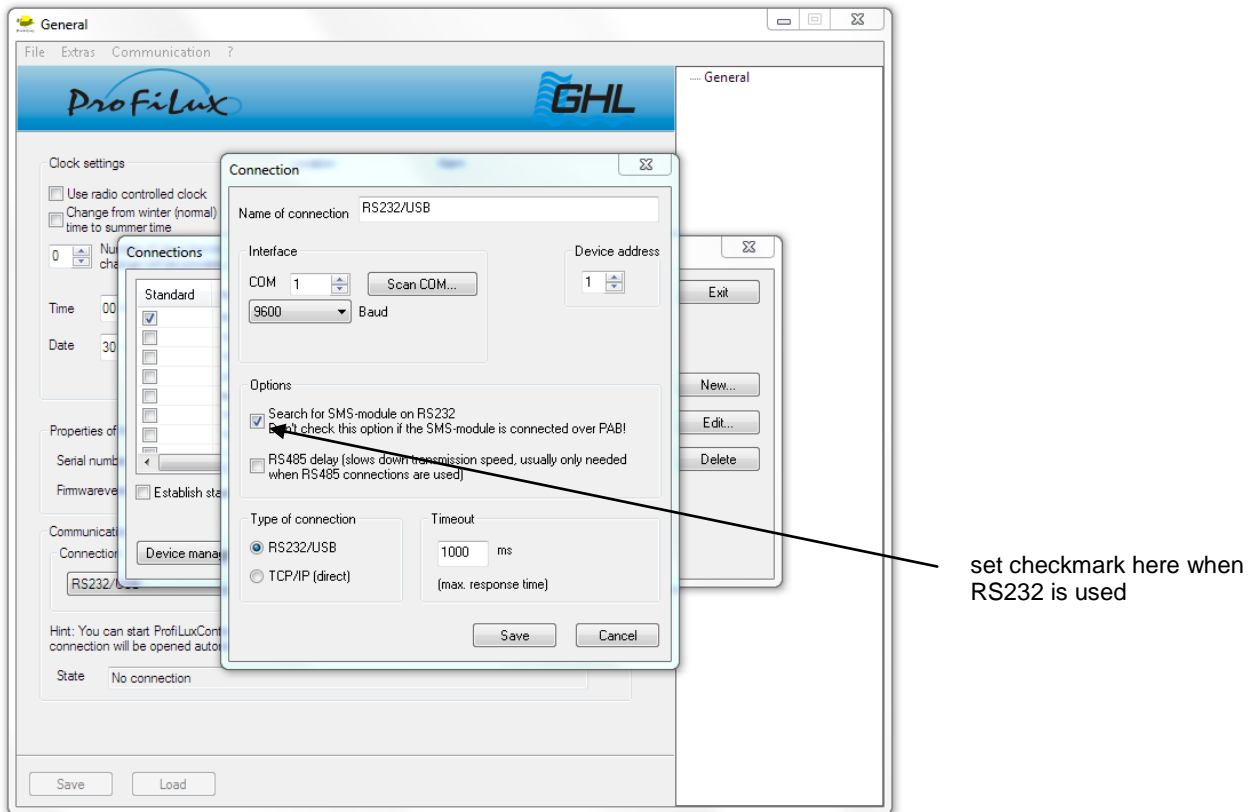 General
File Extras Communication ?
ProfiLux
GHL
General
Clock settings
Use radio controlled clock
Change from winter (normal)
time to summer time
0
Time 00
Date 30
Properties of
Serial numb
Firmwareve
Communicati
Connection
RS232/
Hint: You can start ProfiLuxCont
connection will be opened auto
State No connection
Save Load
Connections
Standard
Establish sta
Device mana
Exit
New...
Edit...
Delete
Connection
Name of connection RS232/USB
Interface
COM 1 Scan COM...
9600 Baud
Device address
1
Options
Search for SMS-module on RS232
Don't check this option if the SMS-module is connected over PAB!
RS485 delay (slows down transmission speed, usually only needed
when RS485 connections are used)
Type of connection
RS232/USB
TCP/IP (direct)
Timeout
1000 ms
(max. response time)
Save Cancel
set checkmark here when
RS232 is used